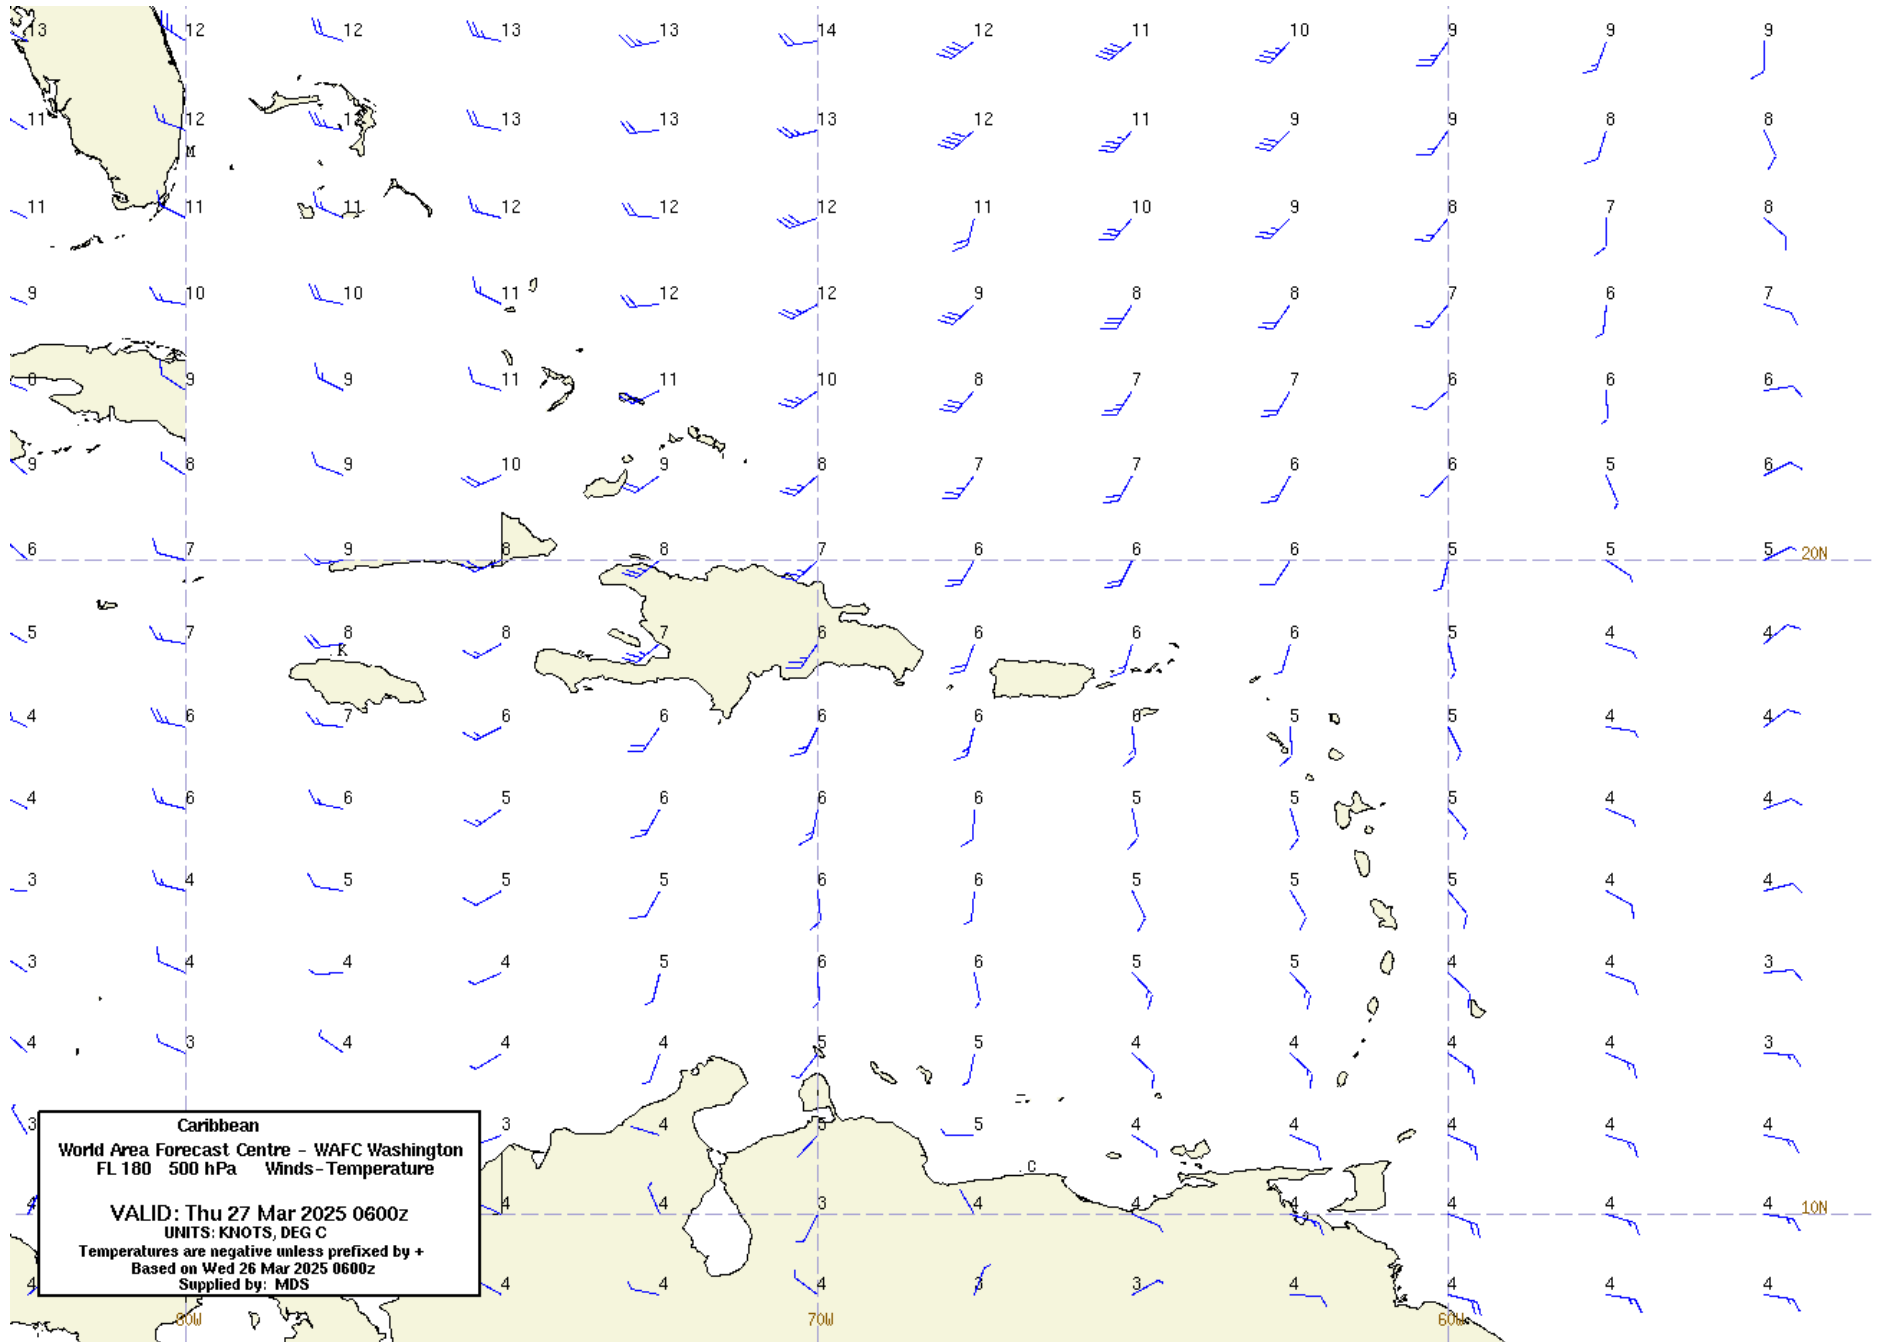 13 12 12 13 13 14 12 11 10 9 9 9
11 12 13 13 13 12 11 9 9 8 8
M
11 11 11 12 12 12 11 10 9 8 7 8
9 10 10 11 12 12 9 8 8 7 6 7
8 9 9 11 11 10 8 7 7 6 6 6
9 8 9 10 9 8 7 7 6 6 5 6
6 7 9 8 8 7 6 6 6 5 5 5 20N
5 7 8 8 7 6 6 6 6 5 4 4
K
4 6 7 6 6 6 6 6 5 5 4 4
4 6 6 5 6 6 6 5 5 5 4 4
3 4 5 5 5 6 6 5 5 5 4 4
3 4 4 4 5 6 6 5 5 4 4 3
4 3 4 4 4 5 5 4 4 4 4 3
3 3 4 5 5 4 4 4 4 4
C
4 4 4 3 4 4 4 4 4 4 10N
4 4 4 4 3 3 4 4 4 4
80W 70W 60W
Caribbean
World Area Forecast Centre - WAFC Washington
FL 180 500 hPa Winds-Temperature
VALID: Thu 27 Mar 2025 0600z
UNITS: KNOTS, DEG C
Temperatures are negative unless prefixed by +
Based on Wed 26 Mar 2025 0600z
Supplied by: MDS